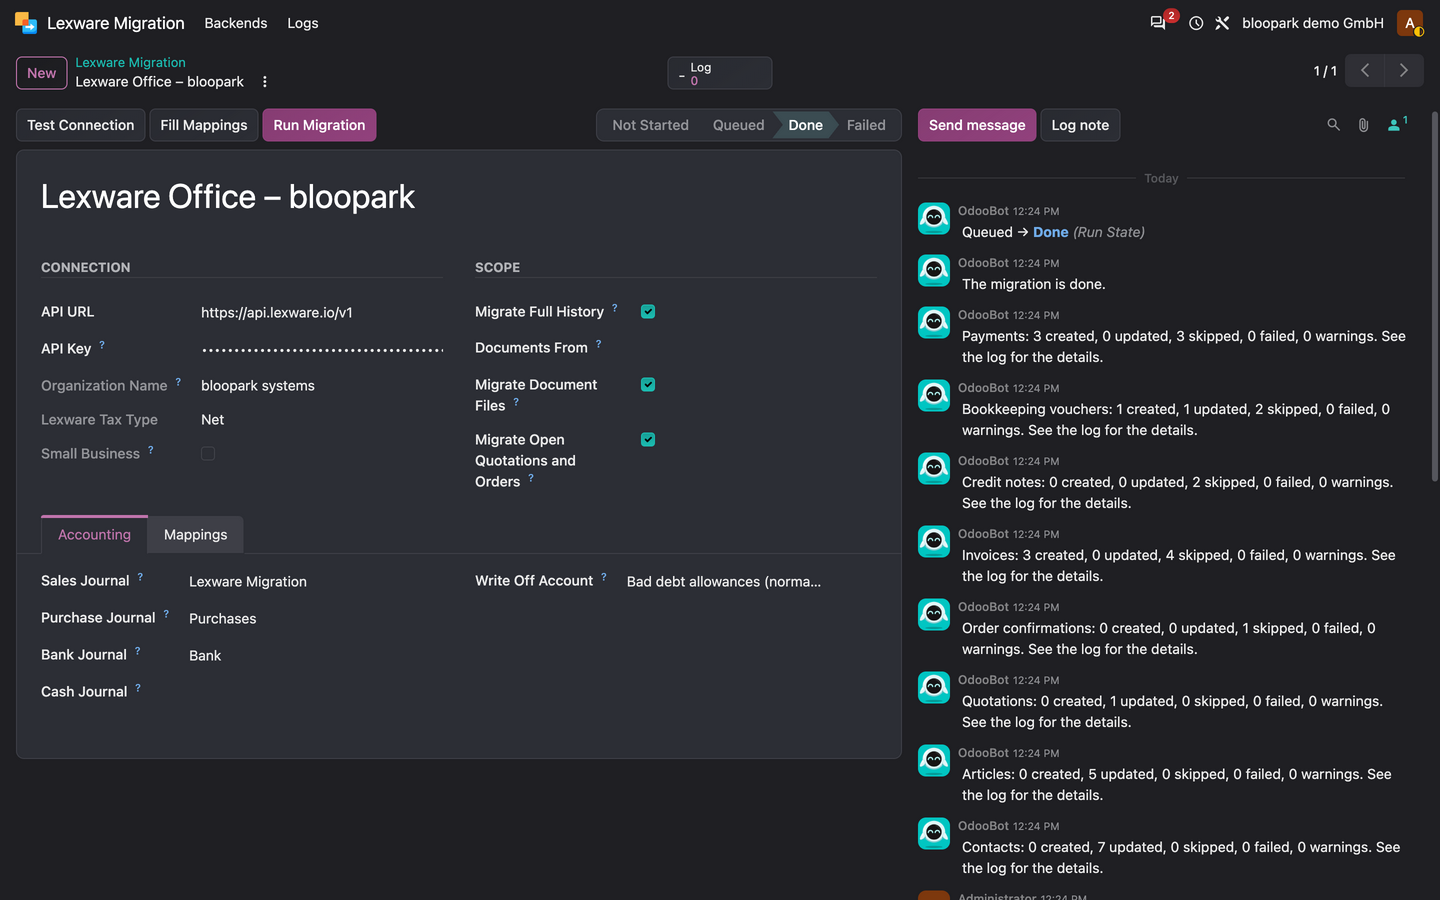 Lexware Migration Backends Logs
2
bloopark demo GmbH
A
New
Lexware Migration
Lexware Office – bloopark
Log
0
1 / 1
Test Connection Fill Mappings Run Migration
Not Started Queued Done Failed
Send message Log note
1
Lexware Office – bloopark
CONNECTION
API URL https://api.lexware.io/v1
API Key ? ••••••••••••••••••••••••••••••••••••
Organization Name ? bloopark systems
Lexware Tax Type Net
Small Business ?
SCOPE
Migrate Full History ?
Documents From ?
Migrate Document
Files ?
Migrate Open
Quotations and
Orders ?
Accounting Mappings
Sales Journal ? Lexware Migration
Purchase Journal ? Purchases
Bank Journal ? Bank
Cash Journal ?
Write Off Account ? Bad debt allowances (norma...
Today
OdooBot 12:24 PM
Queued → Done (Run State)
OdooBot 12:24 PM
The migration is done.
OdooBot 12:24 PM
Payments: 3 created, 0 updated, 3 skipped, 0 failed, 0 warnings. See
the log for the details.
OdooBot 12:24 PM
Bookkeeping vouchers: 1 created, 1 updated, 2 skipped, 0 failed, 0
warnings. See the log for the details.
OdooBot 12:24 PM
Credit notes: 0 created, 0 updated, 2 skipped, 0 failed, 0 warnings.
See the log for the details.
OdooBot 12:24 PM
Invoices: 3 created, 0 updated, 4 skipped, 0 failed, 0 warnings. See
the log for the details.
OdooBot 12:24 PM
Order confirmations: 0 created, 0 updated, 1 skipped, 0 failed, 0
warnings. See the log for the details.
OdooBot 12:24 PM
Quotations: 0 created, 1 updated, 0 skipped, 0 failed, 0 warnings.
See the log for the details.
OdooBot 12:24 PM
Articles: 0 created, 5 updated, 0 skipped, 0 failed, 0 warnings. See
the log for the details.
OdooBot 12:24 PM
Contacts: 0 created, 7 updated, 0 skipped, 0 failed, 0 warnings. See
the log for the details.
Administrator 12:24 PM